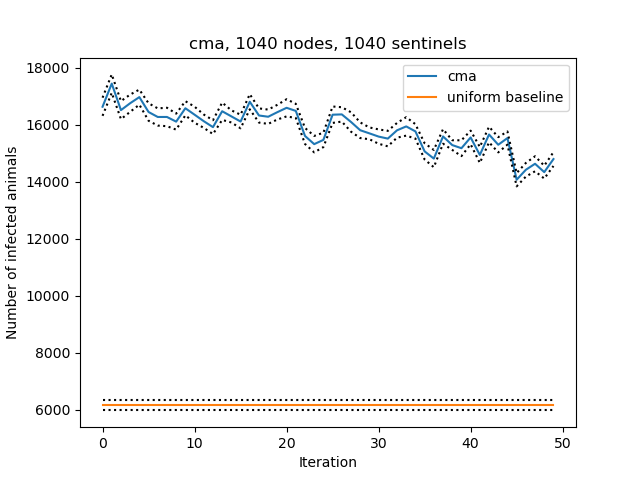 cma, 1040 nodes, 1040 sentinels
Number of infected animals
18000
16000
14000
12000
10000
8000
6000
cma
uniform baseline
0 10 20 30 40 50
Iteration